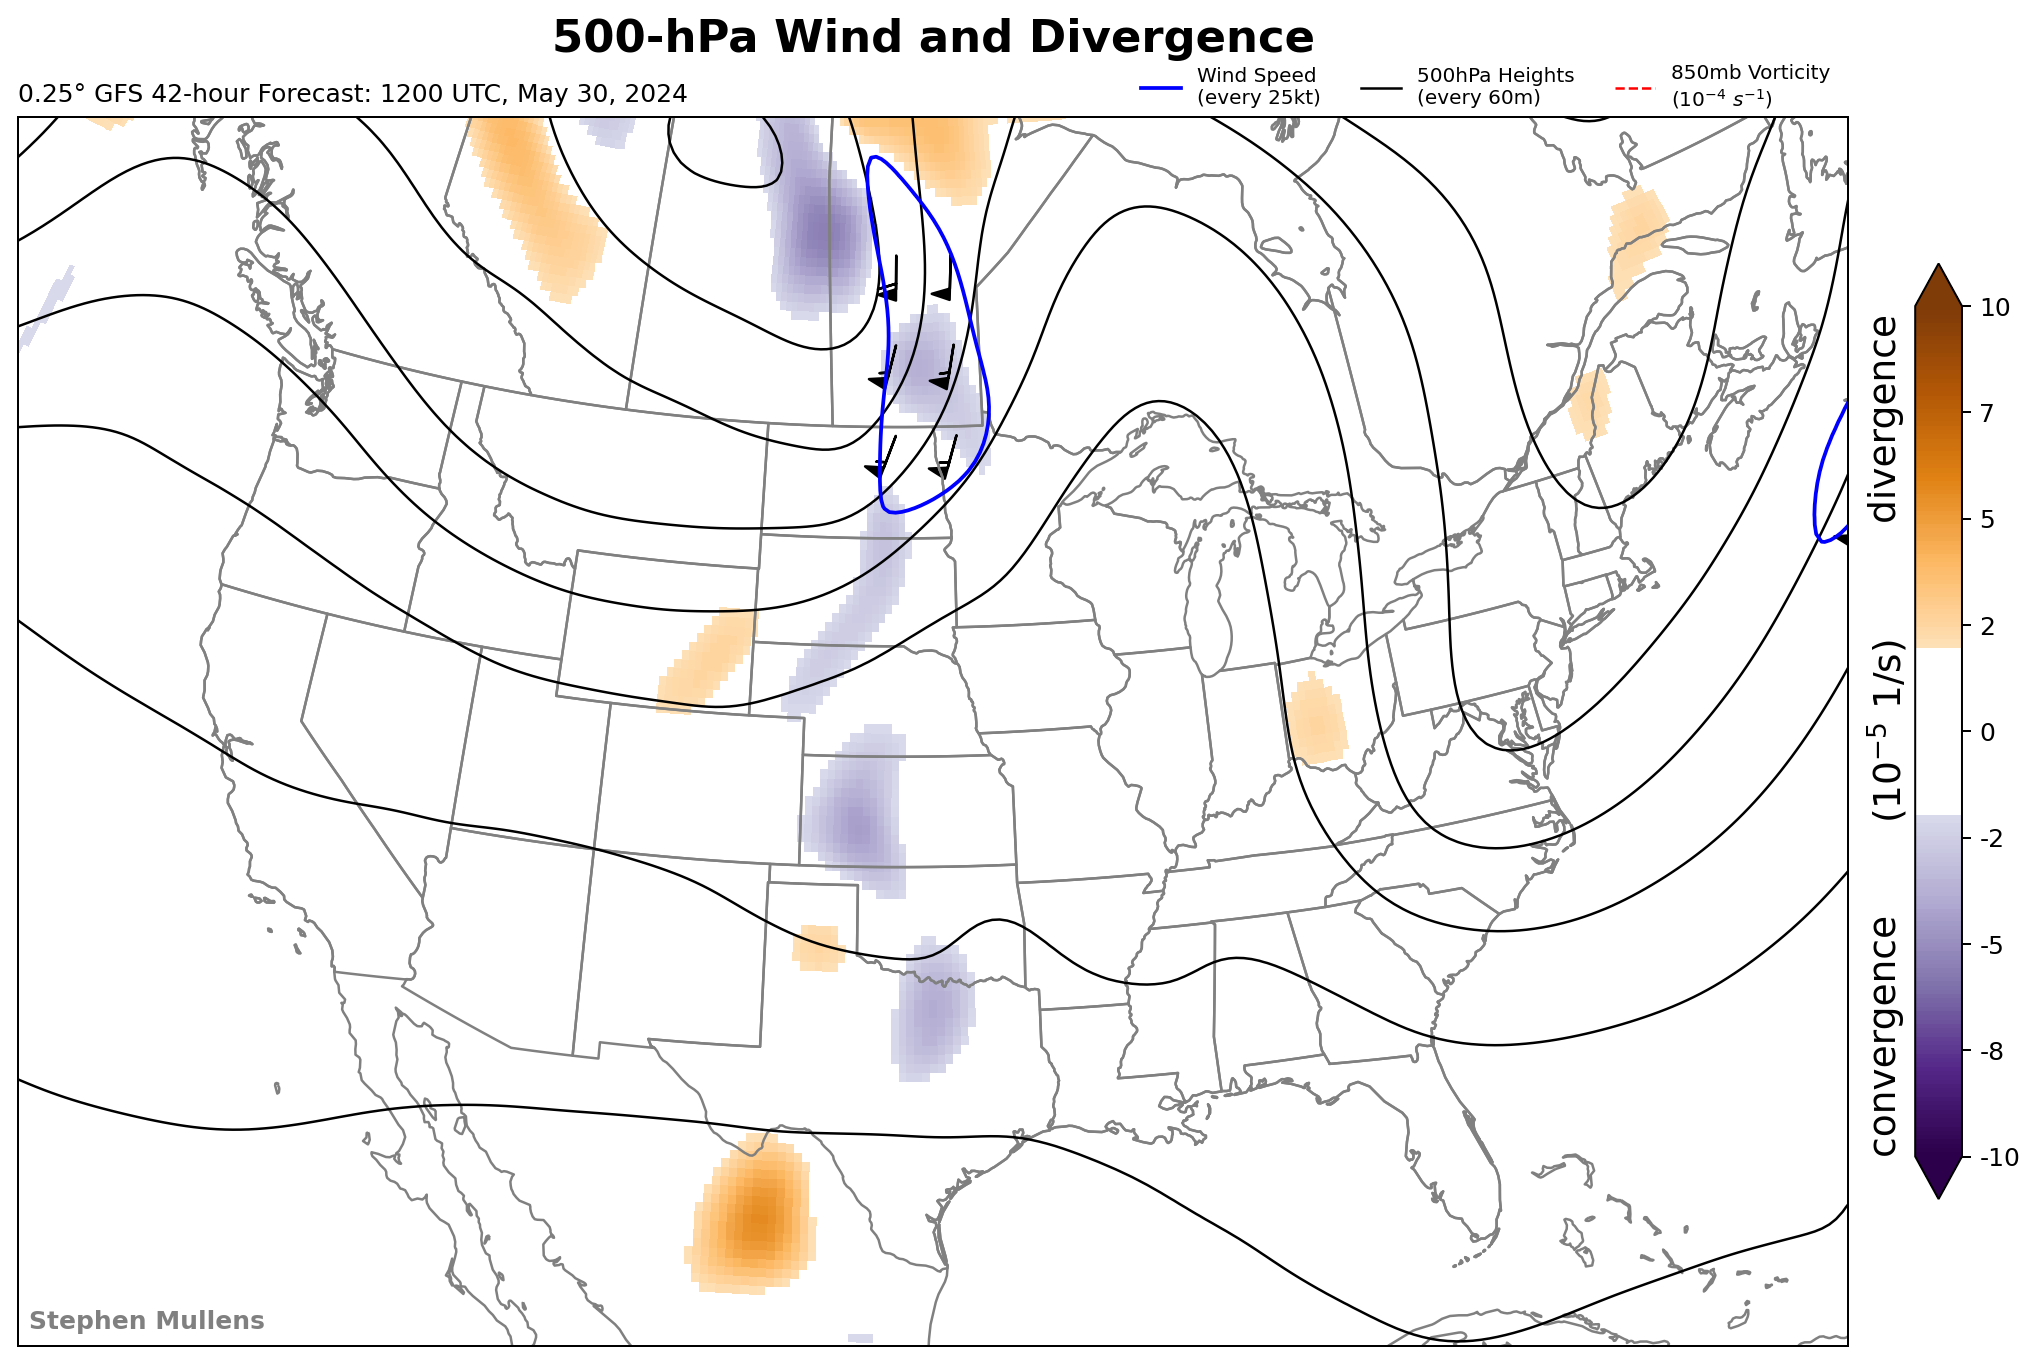 500-hPa Wind and Divergence
0.25° GFS 42-hour Forecast: 1200 UTC, May 30, 2024
Wind Speed
(every 25kt)
500hPa Heights
(every 60m)
850mb Vorticity
(10⁻⁴ s⁻¹)
10
7
5
2
0
-2
-5
-8
-10
divergence
(10⁻⁵ 1/s)
convergence
Stephen Mullens